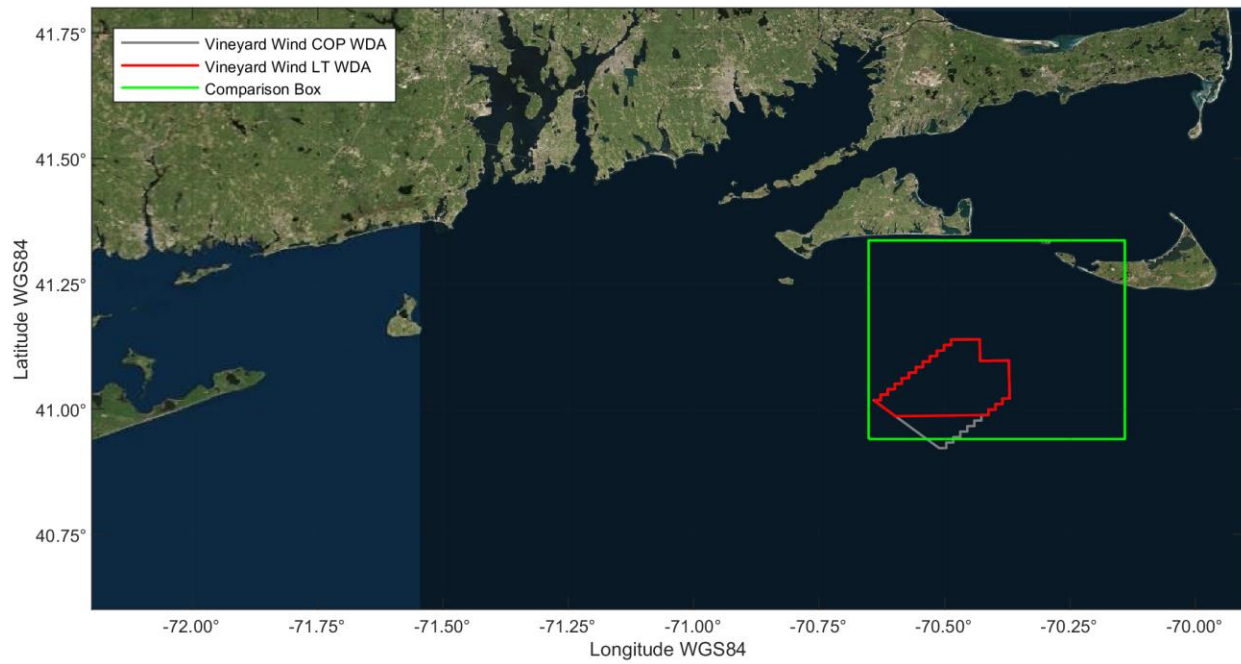 41.75°
Vineyard Wind COP WDA
Vineyard Wind LT WDA
Comparison Box
41.50°
Latitude WGS84
41.25°
41.00°
40.75°
-72.00° -71.75° -71.50° -71.25° -71.00° -70.75° -70.50° -70.25° -70.00°
Longitude WGS84